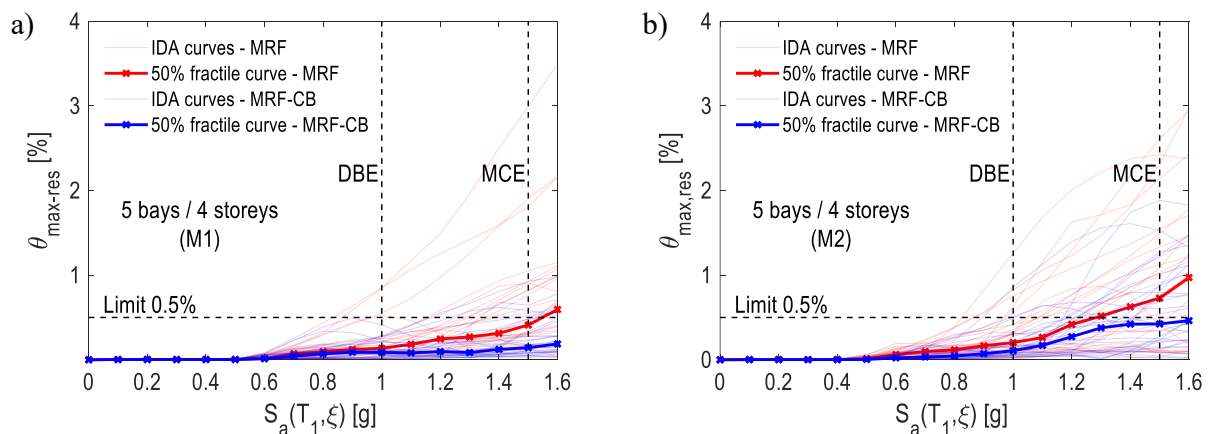 a)
θmax-res [%]
4
3
2
1
0
IDA curves - MRF
50% fractile curve - MRF
IDA curves - MRF-CB
50% fractile curve - MRF-CB
DBE
MCE
5 bays / 4 storeys
(M1)
Limit 0.5%
0 0.2 0.4 0.6 0.8 1 1.2 1.4 1.6
Sa(T1,ξ) [g]
b)
θmax,res [%]
4
3
2
1
0
IDA curves - MRF
50% fractile curve - MRF
IDA curves - MRF-CB
50% fractile curve - MRF-CB
DBE
MCE
5 bays / 4 storeys
(M2)
Limit 0.5%
0 0.2 0.4 0.6 0.8 1 1.2 1.4 1.6
Sa(T1,ξ) [g]